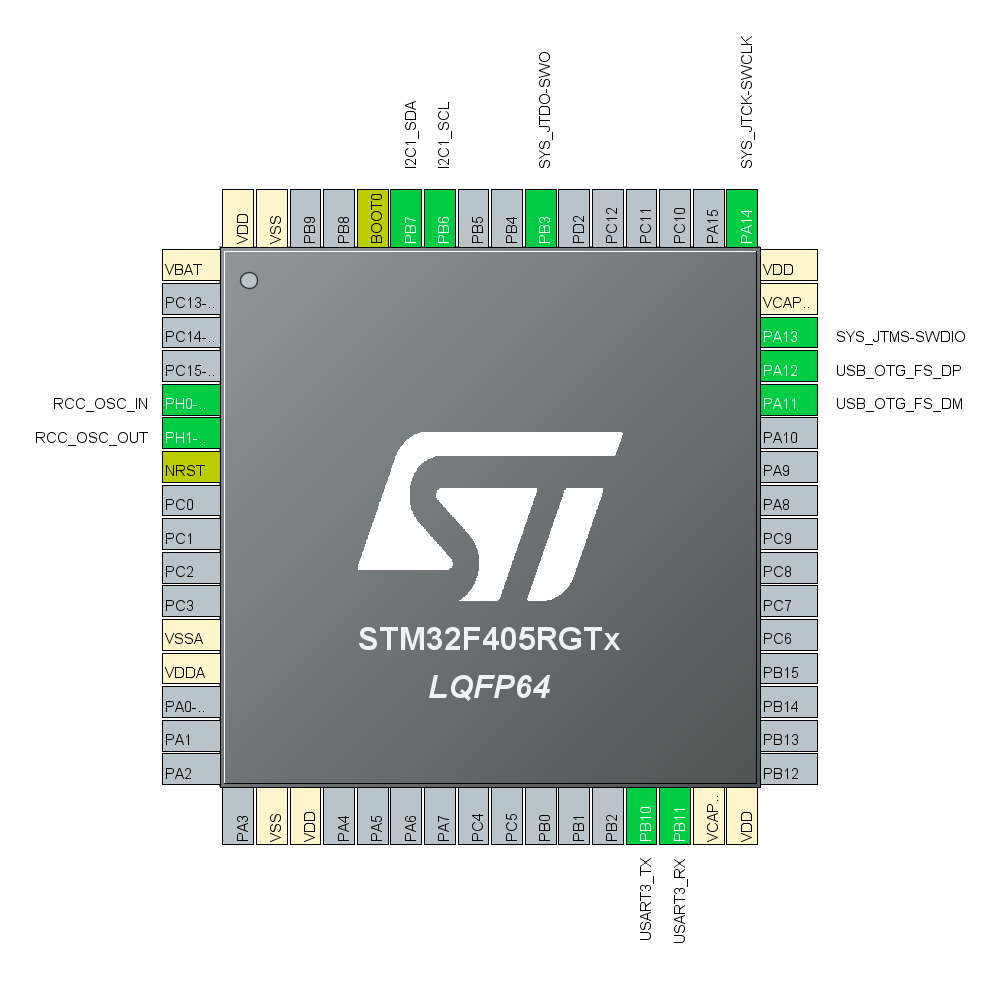 I2C1_SDA
I2C1_SCL
SYS_JTDO-SWO
SYS_JTCK-SWCLK
VDD
VSS
PB9
PB8
BOOT0
PB7
PB6
PB5
PB4
PB3
PD2
PC12
PC11
PC10
PA15
PA14
VBAT
PC13-..
PC14-..
PC15-..
RCC_OSC_IN PH0-..
RCC_OSC_OUT PH1-..
NRST
PC0
PC1
PC2
PC3
VSSA
VDDA
PA0-..
PA1
PA2
VDD
VCAP..
PA13 SYS_JTMS-SWDIO
PA12 USB_OTG_FS_DP
PA11 USB_OTG_FS_DM
PA10
PA9
PA8
PC9
PC8
PC7
PC6
PB15
PB14
PB13
PB12
ST
STM32F405RGTx
LQFP64
PA3
VSS
VDD
PA4
PA5
PA6
PA7
PC4
PC5
PB0
PB1
PB2
PB10
PB11
VCAP..
VDD
USART3_TX
USART3_RX